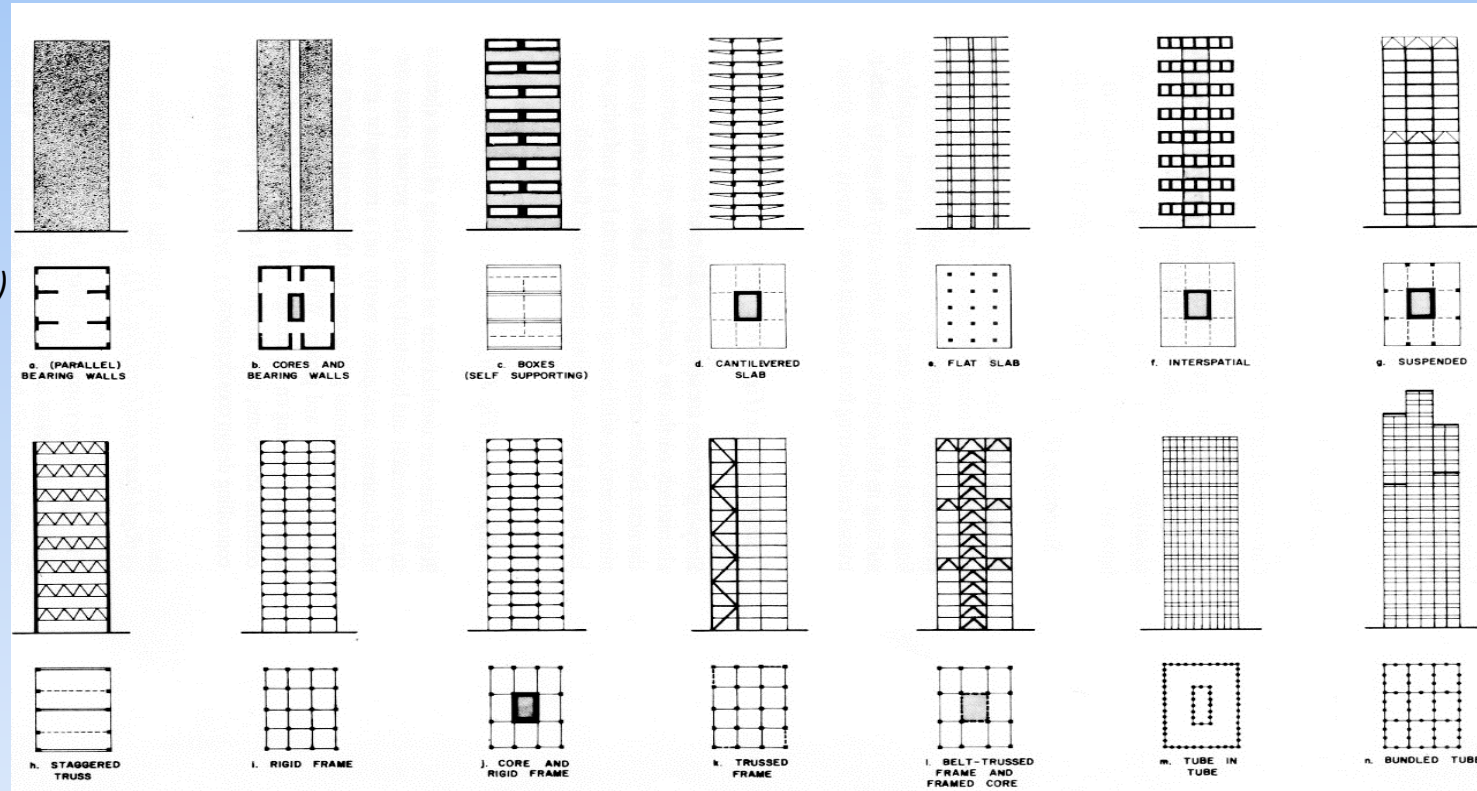 )
a. (PARALLEL)
BEARING WALLS
b. CORES AND
BEARING WALLS
c. BOXES
(SELF SUPPORTING)
d. CANTILEVERED
SLAB
e. FLAT SLAB
f. INTERSPATIAL
g. SUSPENDED
h. STAGGERED
TRUSS
i. RIGID FRAME
j. CORE AND
RIGID FRAME
k. TRUSSED
FRAME
l. BELT-TRUSSED
FRAME AND
FRAMED CORE
m. TUBE IN
TUBE
n. BUNDLED TUBE